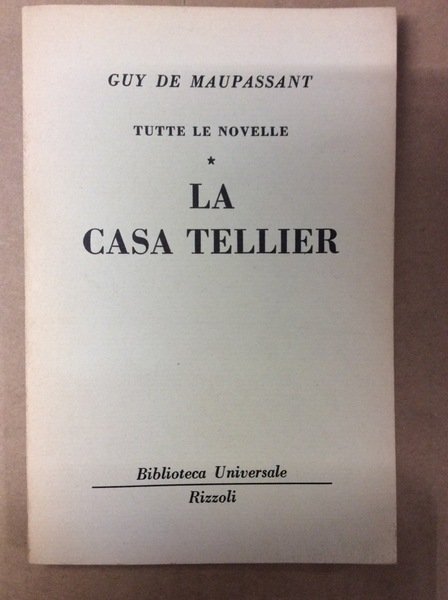 GUY DE MAUPASSANT
TUTTE LE NOVELLE
*
LA
CASA TELLIER
Biblioteca Universale
Rizzoli